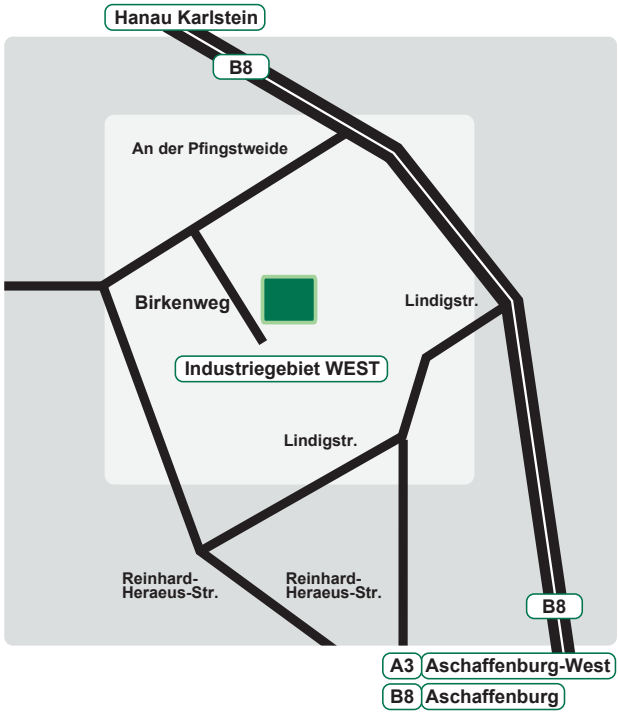 Hanau Karlstein
B8
An der Pfingstweide
Birkenweg
Lindigstr.
Industriegebiet WEST
Lindigstr.
Reinhard-
Heraeus-Str.
Reinhard-
Heraeus-Str.
B8
A3 Aschaffenburg-West
B8 Aschaffenburg